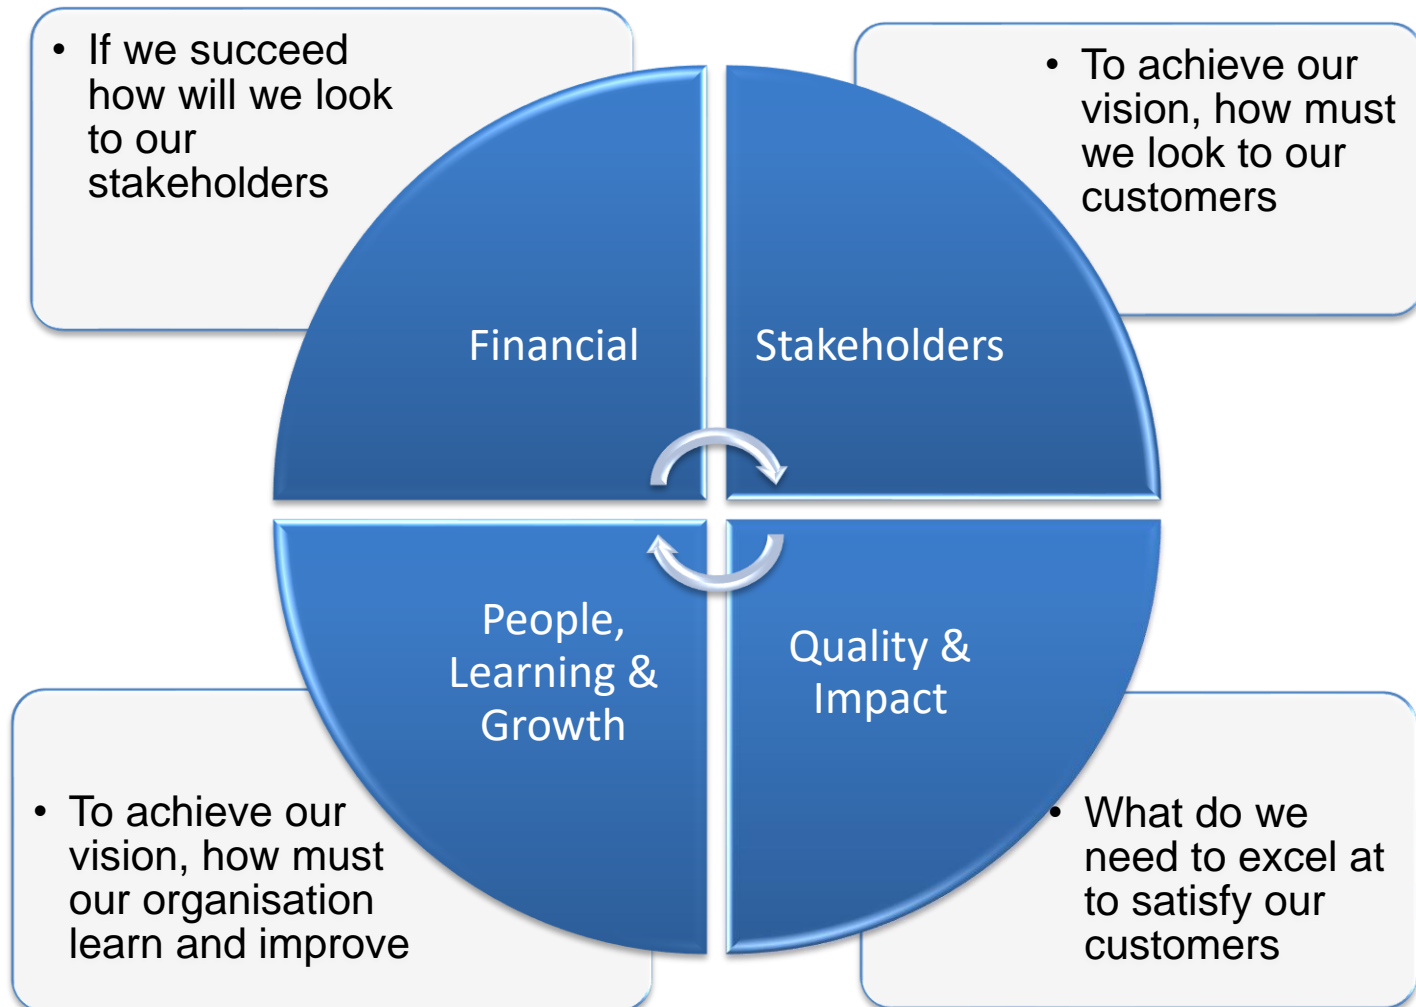 • If we succeed
how will we look
to our
stakeholders
• To achieve our
vision, how must
we look to our
customers
Financial
Stakeholders
People,
Learning &
Growth
Quality &
Impact
• To achieve our
vision, how must
our organisation
learn and improve
• What do we
need to excel at
to satisfy our
customers